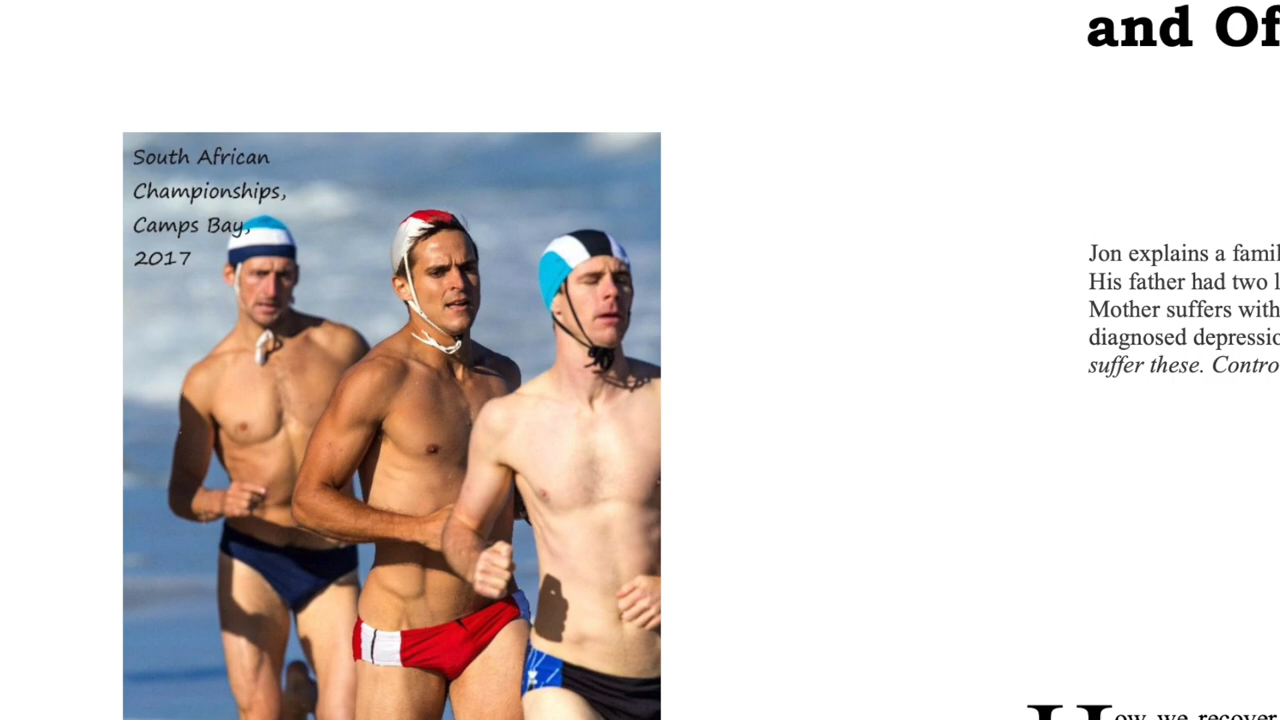 and Of
South African
Championships,
Camps Bay,
2017
Jon explains a famil
His father had two l
Mother suffers with
diagnosed depressio
suffer these. Contro
How we recover